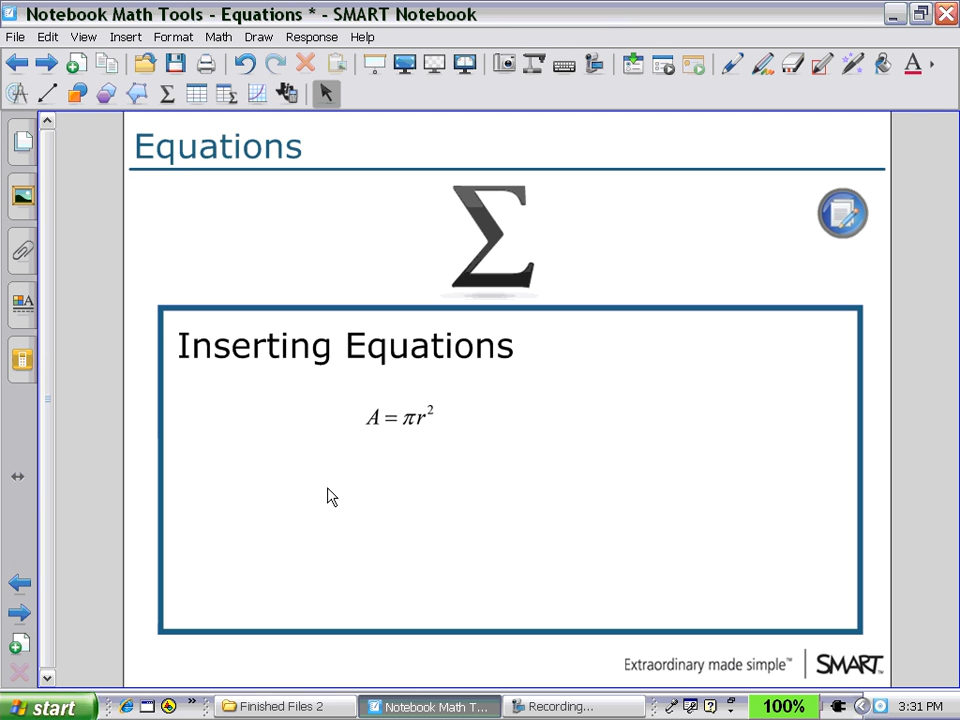 Notebook Math Tools - Equations * - SMART Notebook
File Edit View Insert Format Math Draw Response Help
Equations
Σ
Inserting Equations
A = πr²
Extraordinary made simple™ SMART
start Finished Files 2 Notebook Math T... Recording... 100% 3:31 PM